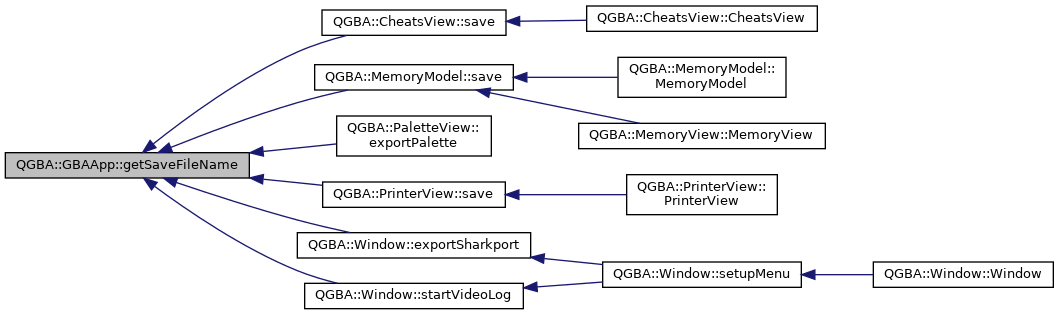 QGBA::CheatsView::save
QGBA::CheatsView::CheatsView
QGBA::MemoryModel::save
QGBA::MemoryModel::
MemoryModel
QGBA::PaletteView::
exportPalette
QGBA::MemoryView::MemoryView
QGBA::GBAApp::getSaveFileName
QGBA::PrinterView::save
QGBA::PrinterView::
PrinterView
QGBA::Window::exportSharkport
QGBA::Window::setupMenu
QGBA::Window::Window
QGBA::Window::startVideoLog